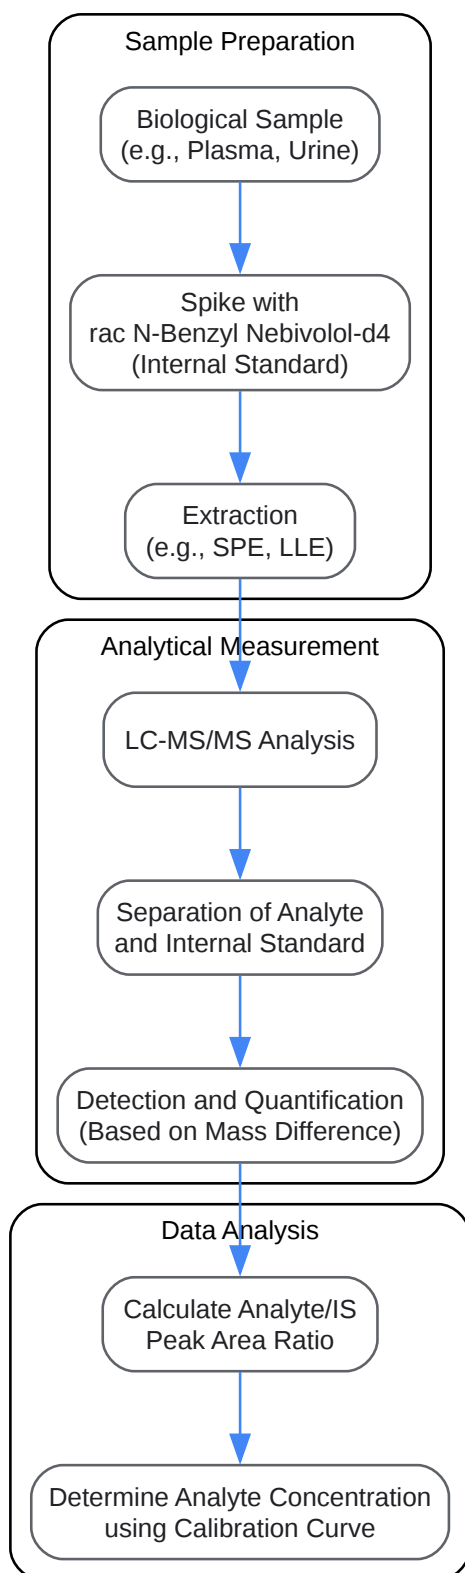 Sample Preparation
Biological Sample
(e.g., Plasma, Urine)
Spike with
rac N-Benzyl Nebivolol-d4
(Internal Standard)
Extraction
(e.g., SPE, LLE)
Analytical Measurement
LC-MS/MS Analysis
Separation of Analyte
and Internal Standard
Detection and Quantification
(Based on Mass Difference)
Data Analysis
Calculate Analyte/IS
Peak Area Ratio
Determine Analyte Concentration
using Calibration Curve